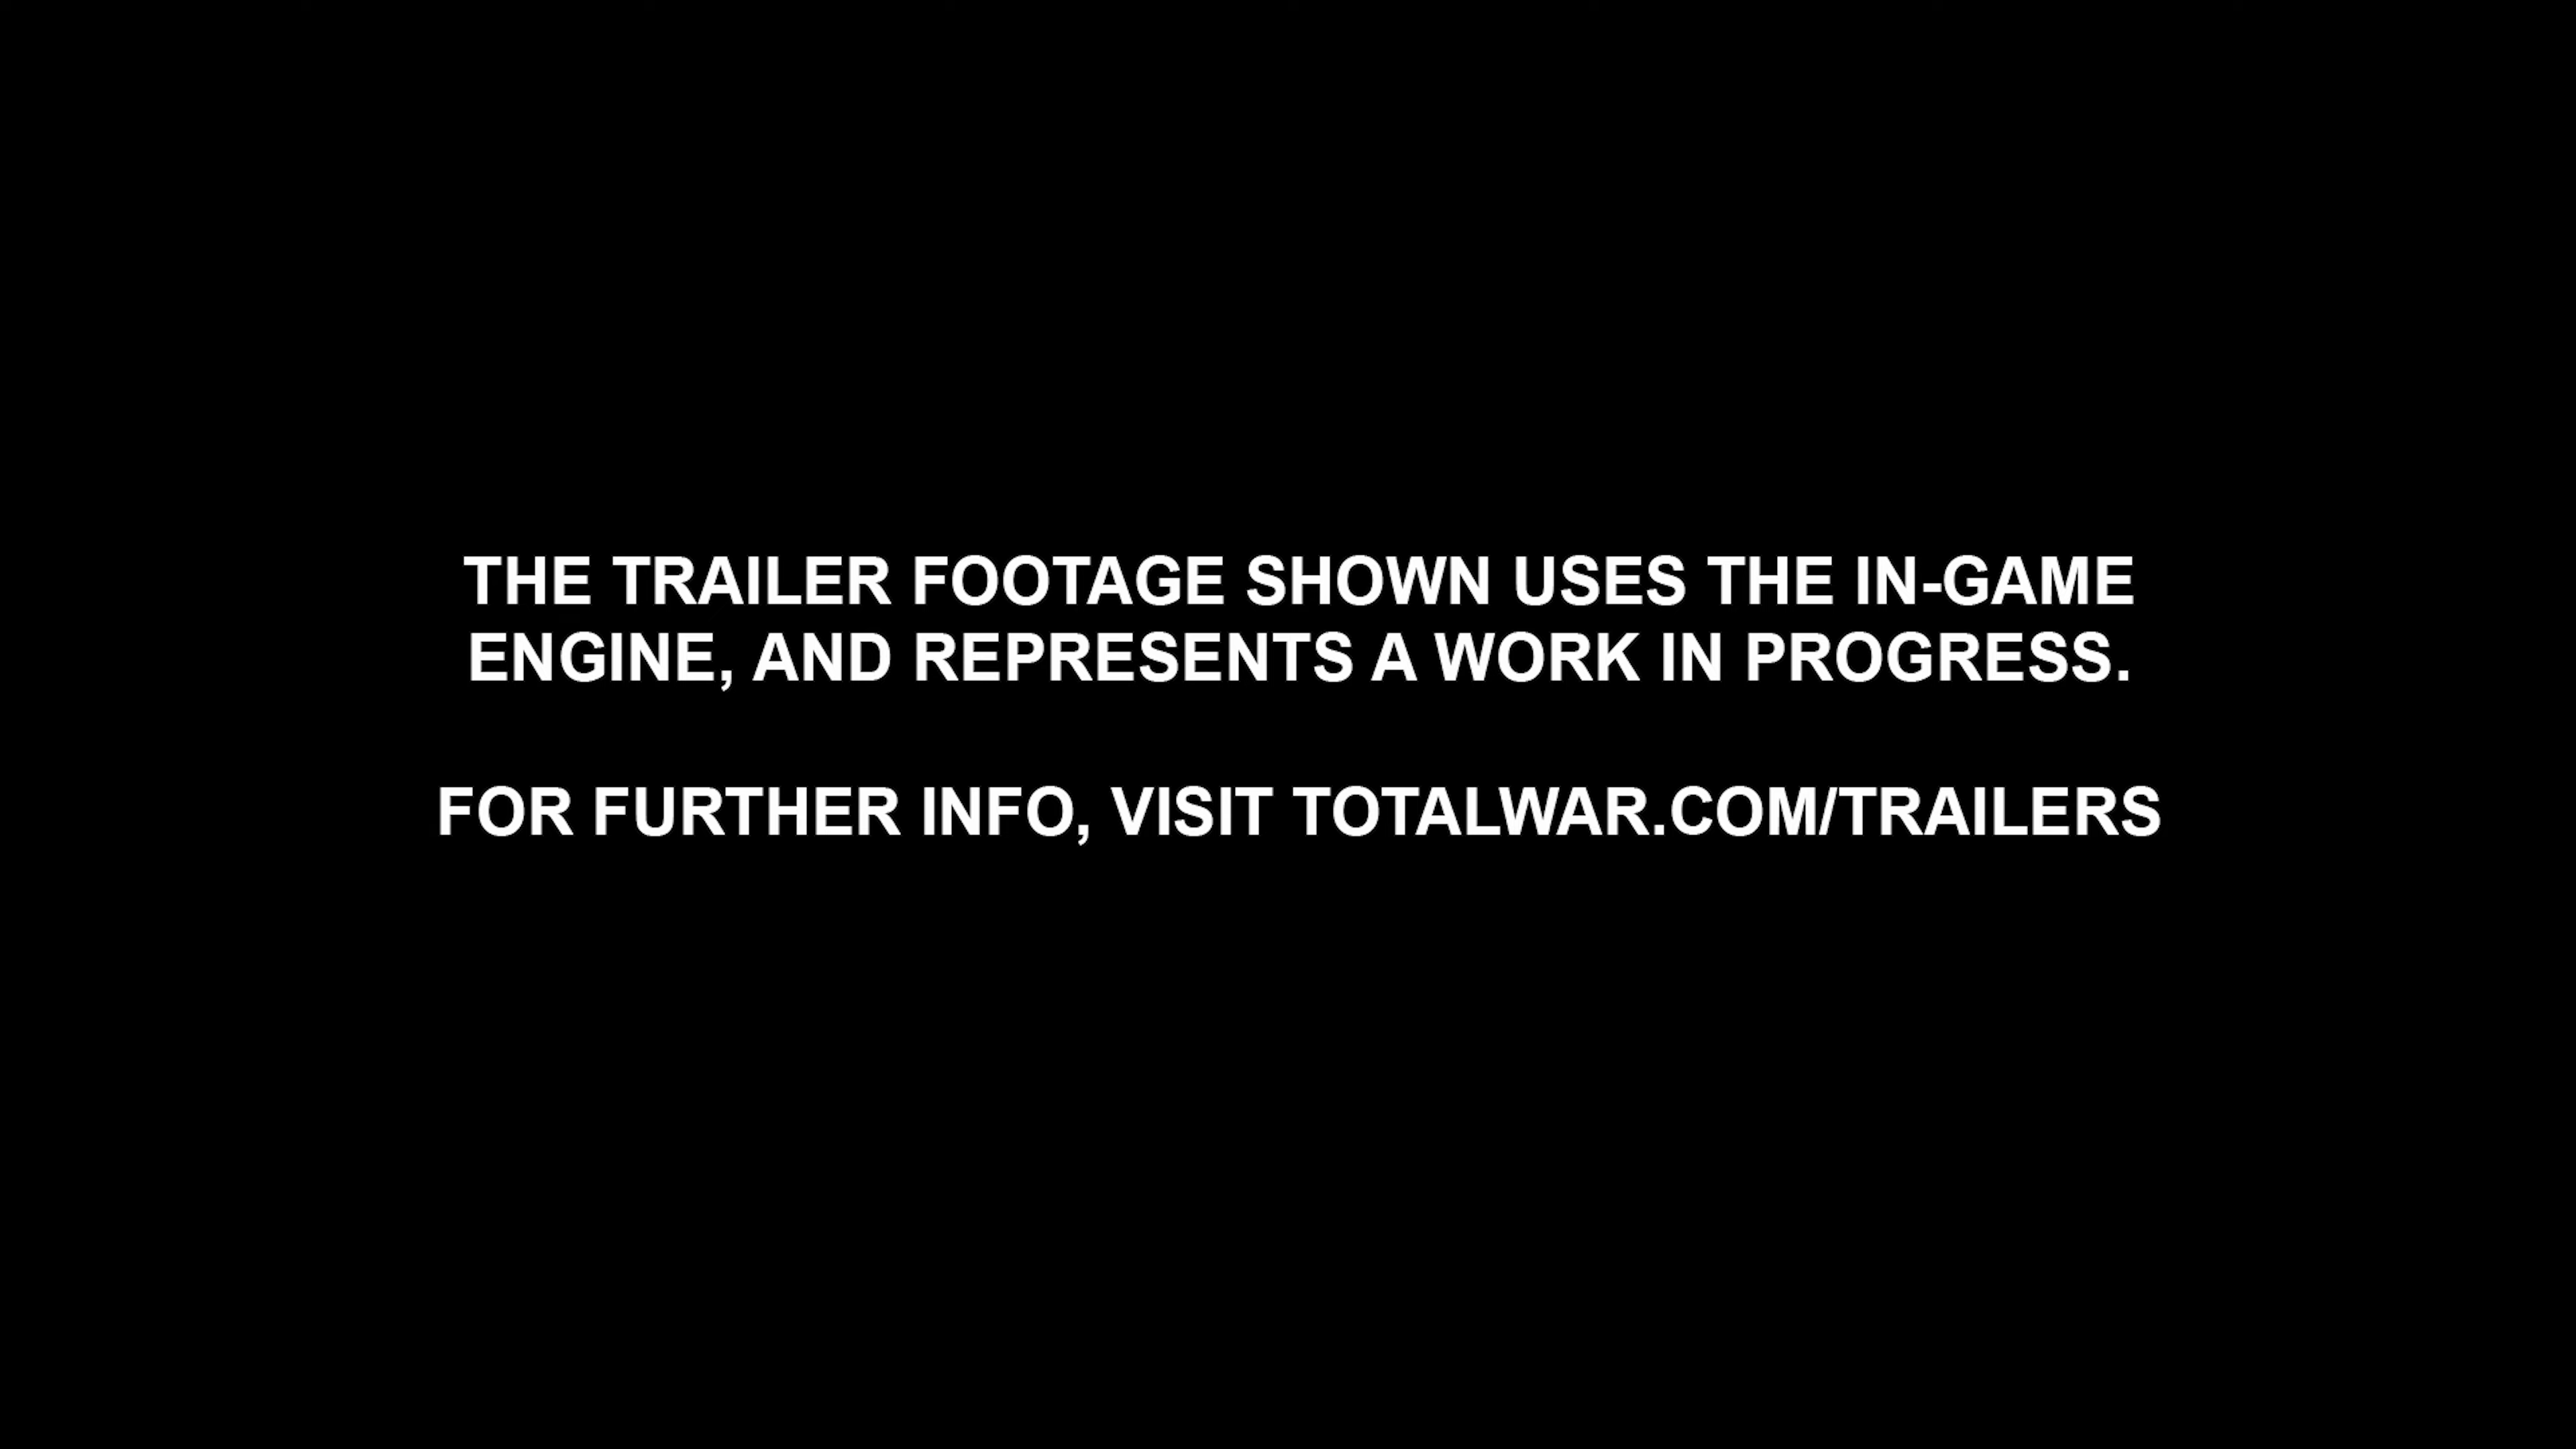 THE TRAILER FOOTAGE SHOWN USES THE IN-GAME
ENGINE, AND REPRESENTS A WORK IN PROGRESS.
FOR FURTHER INFO, VISIT TOTALWAR.COM/TRAILERS